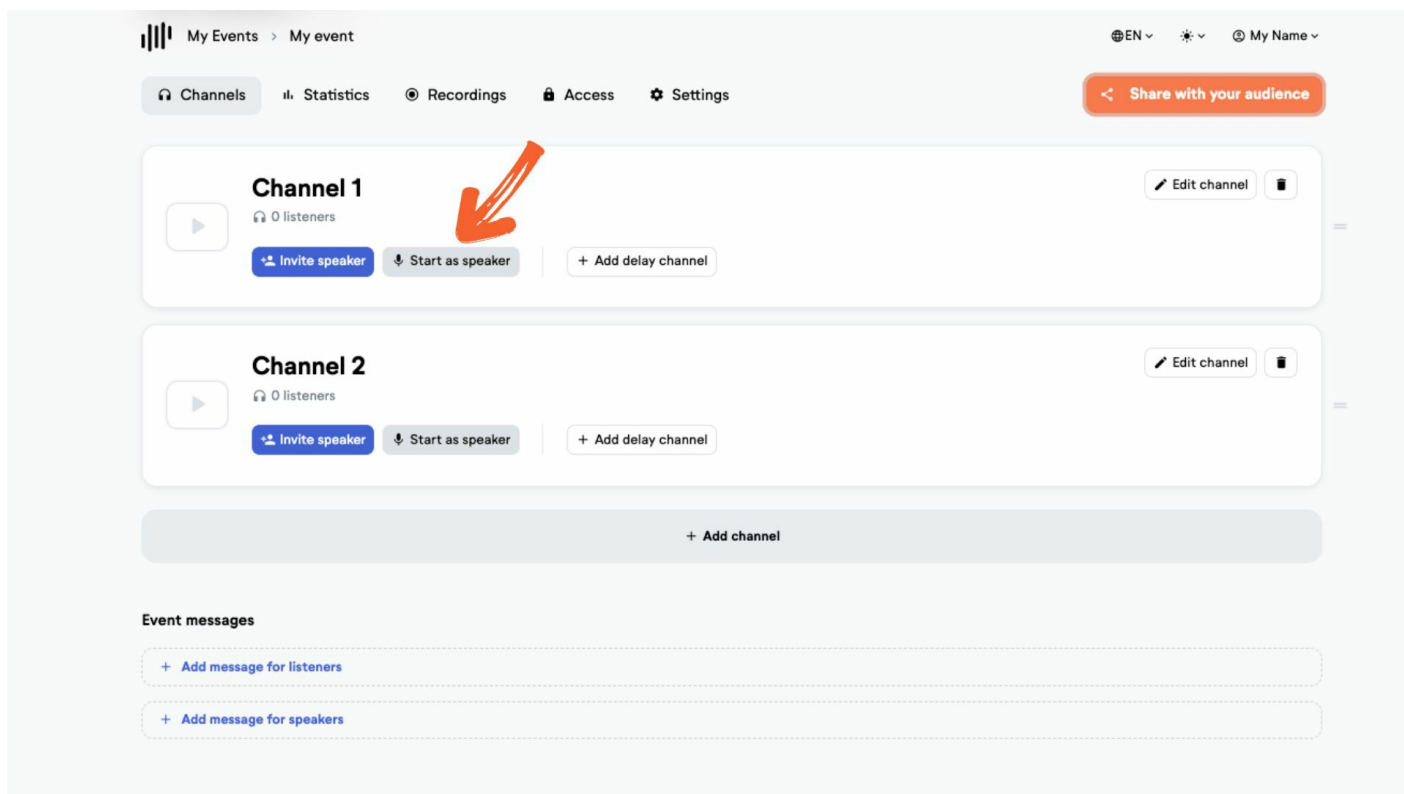 My Events > My event
EN
My Name
Channels
Statistics
Recordings
Access
Settings
Share with your audience
Channel 1
0 listeners
Edit channel
Invite speaker
Start as speaker
+ Add delay channel
Channel 2
0 listeners
Edit channel
Invite speaker
Start as speaker
+ Add delay channel
+ Add channel
Event messages
+ Add message for listeners
+ Add message for speakers